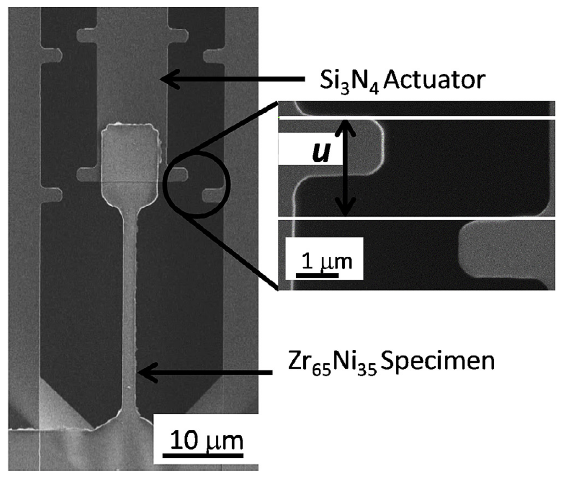 Si3N4 Actuator
u
1 μm
Zr65Ni35 Specimen
10 μm